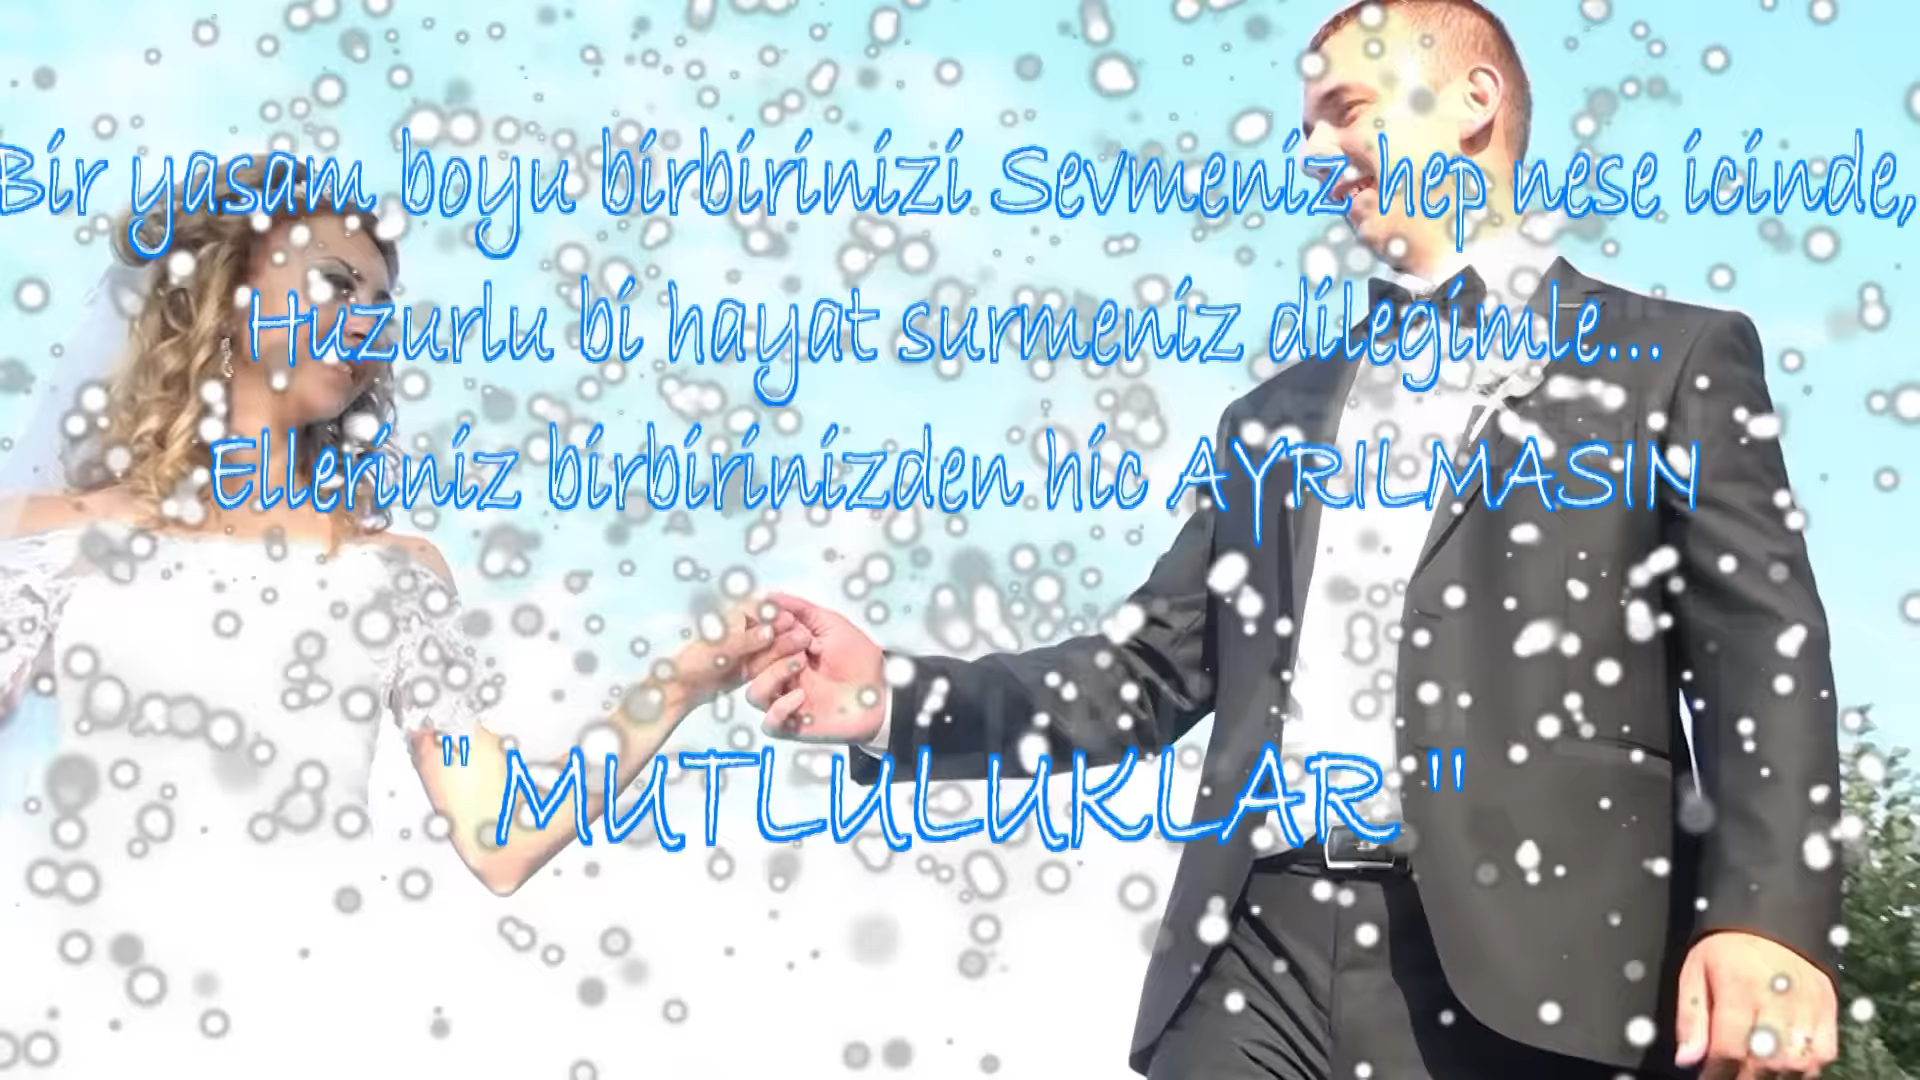 Bir yasam boyu birbirinizi Sevmeniz hep nese icinde,
Huzurlu bi hayat surmeniz dilegimle...
Elleriniz birbirinizden hic AYRILMASIN
" MUTLULUKLAR "